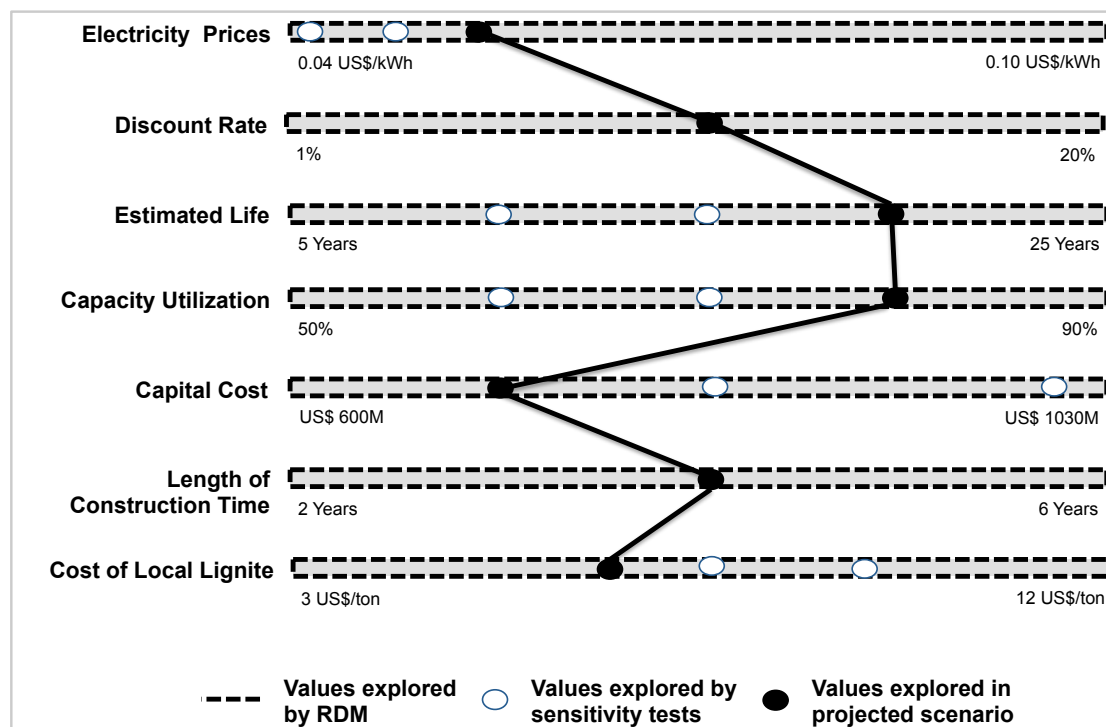 Electricity Prices
0.04 US$/kWh
0.10 US$/kWh
Discount Rate
1%
20%
Estimated Life
5 Years
25 Years
Capacity Utilization
50%
90%
Capital Cost
US$ 600M
US$ 1030M
Length of
Construction Time
2 Years
6 Years
Cost of Local Lignite
3 US$/ton
12 US$/ton
Values explored
by RDM
Values explored by
sensitivity tests
Values explored in
projected scenario